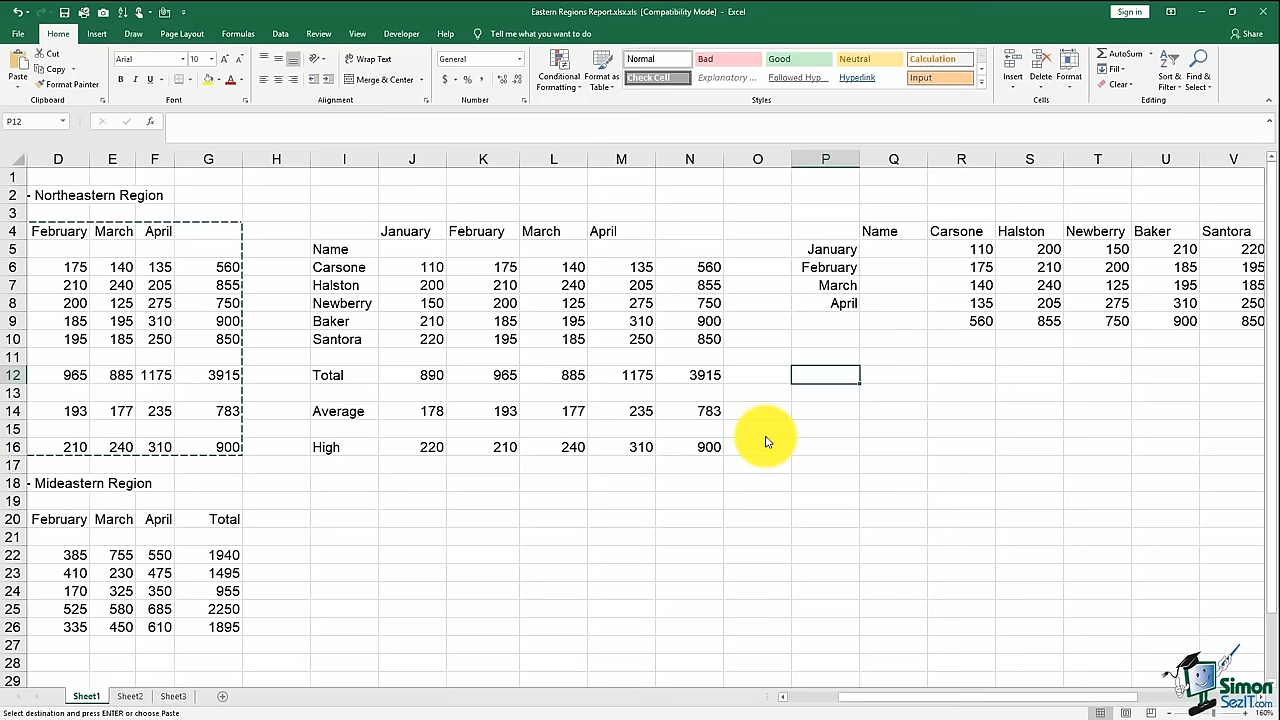 Eastern Regions Report.xlsx.xls [Compatibility Mode] - Excel
Sign in
File Home Insert Draw Page Layout Formulas Data Review View Developer Help Tell me what you want to do Share
Paste
Cut
Copy
Format Painter
Clipboard
Arial 10
B I U
Font
Wrap Text
Merge & Center
Alignment
General
$ % ,
Number
Conditional Formatting
Format as Table
Normal Bad Good Neutral Calculation
Check Cell Explanatory ... Followed Hyp... Hyperlink Input
Styles
Insert Delete Format
Cells
AutoSum
Fill
Clear
Sort & Filter
Find & Select
Editing
P12 fx
D E F G H I J K L M N O P Q R S T U V
1
2 - Northeastern Region
3
4 February March April January February March April Name Carsone Halston Newberry Baker Santora
5 Name January 110 200 150 210 220
6 175 140 135 560 Carsone 110 175 140 135 560 February 175 210 200 185 195
7 210 240 205 855 Halston 200 210 240 205 855 March 140 240 125 195 185
8 200 125 275 750 Newberry 150 200 125 275 750 April 135 205 275 310 250
9 185 195 310 900 Baker 210 185 195 310 900 560 855 750 900 850
10 195 185 250 850 Santora 220 195 185 250 850
11
12 965 885 1175 3915 Total 890 965 885 1175 3915
13
14 193 177 235 783 Average 178 193 177 235 783
15
16 210 240 310 900 High 220 210 240 310 900
17
18 - Mideastern Region
19
20 February March April Total
21
22 385 755 550 1940
23 410 230 475 1495
24 170 325 350 955
25 525 580 685 2250
26 335 450 610 1895
27
28
29
Sheet1 Sheet2 Sheet3
Select destination and press ENTER or choose Paste
160%
Simon
SezIT.com